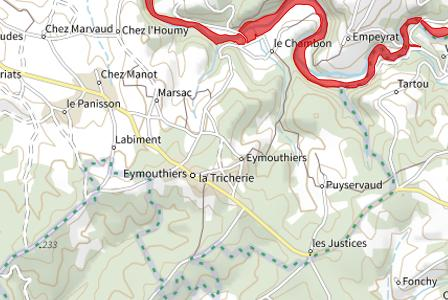 Chez Marvaud
Chez l'Houmy
le Chambon
Empeyrat
Chez Manot
Tartou
le Panisson
Marsac
Labiment
Eymouthiers
Eymouthiers
la Tricherie
Puyservaud
les Justices
233
Fonchy